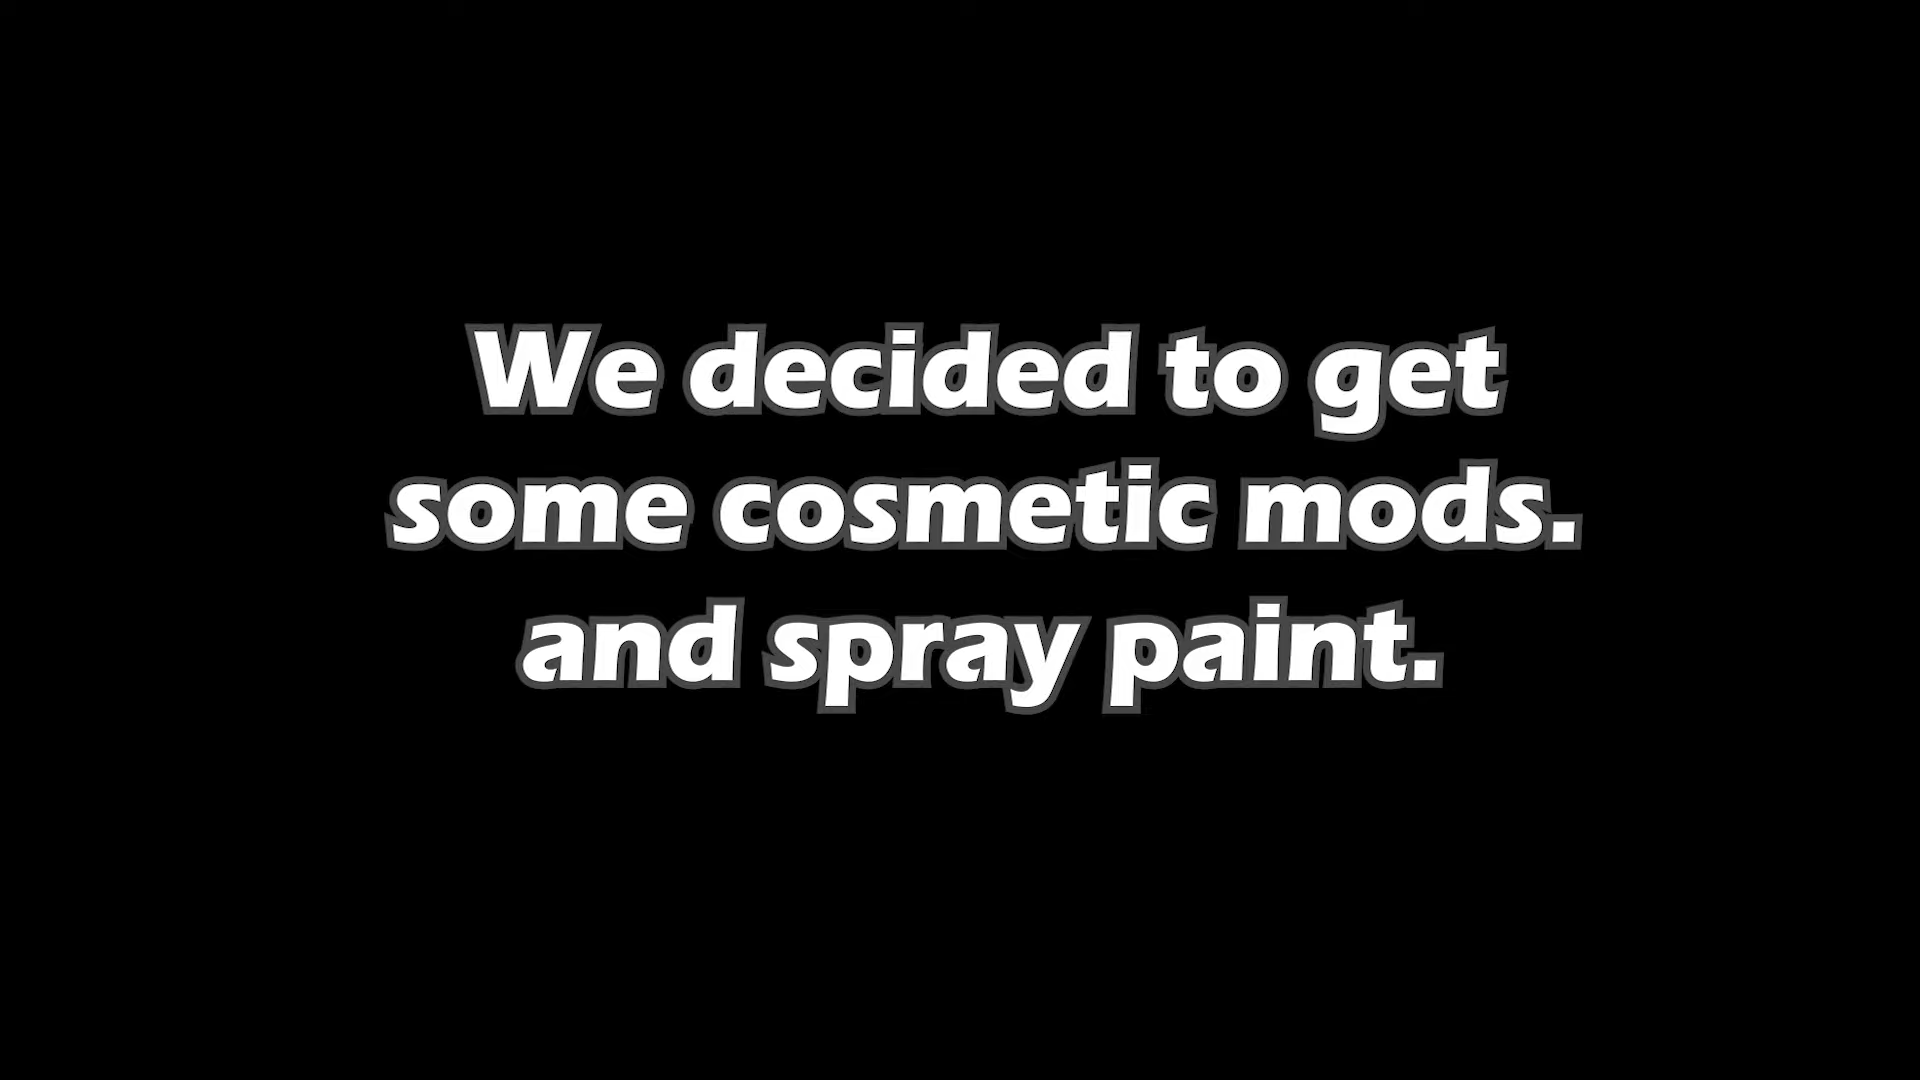 We decided to get
some cosmetic mods.
and spray paint.